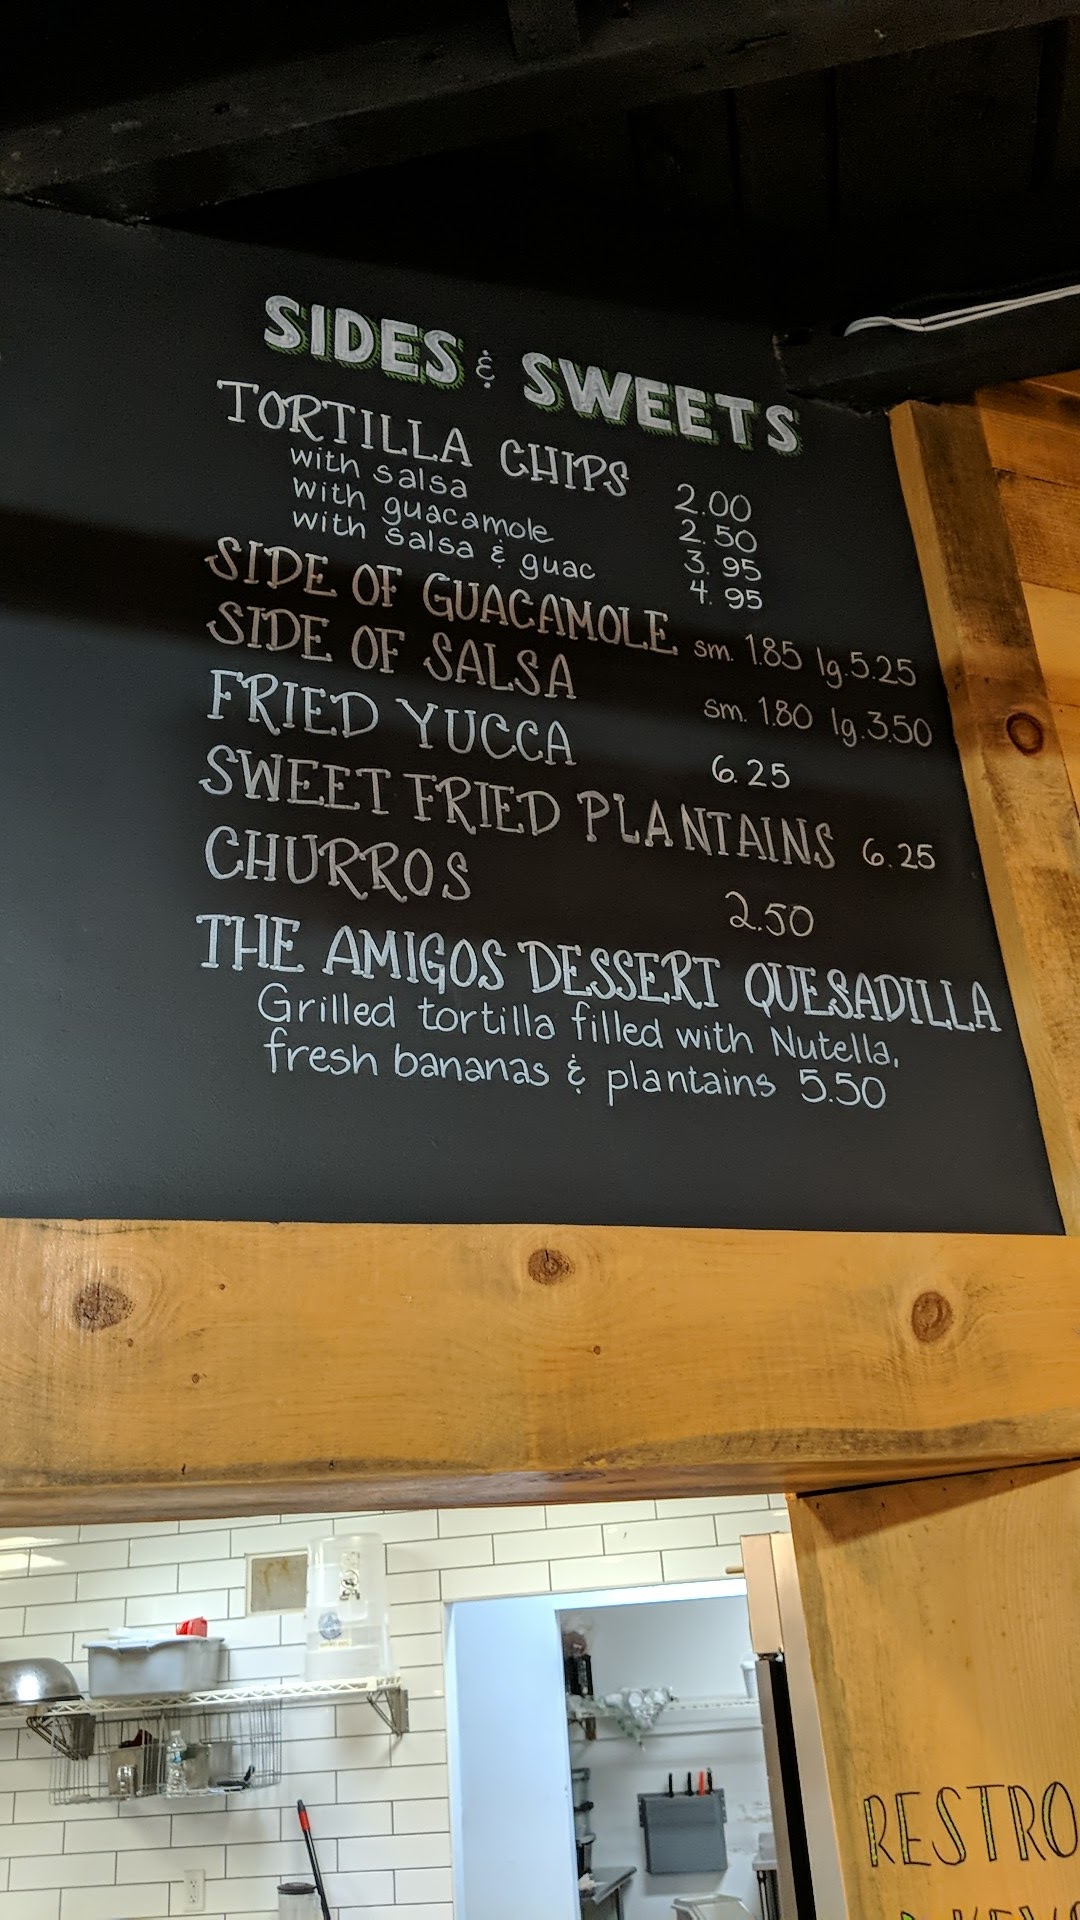 SIDES & SWEETS
TORTILLA CHIPS 2.00
with salsa 2.50
with guacamole 3.95
with salsa & guac 4.95
SIDE OF GUACAMOLE sm. 1.85 lg. 5.25
SIDE OF SALSA sm. 1.80 lg. 3.50
FRIED YUCCA 6.25
SWEET FRIED PLANTAINS 6.25
CHURROS 2.50
THE AMIGOS DESSERT QUESADILLA
Grilled tortilla filled with Nutella,
fresh bananas & plantains 5.50
RESTRO